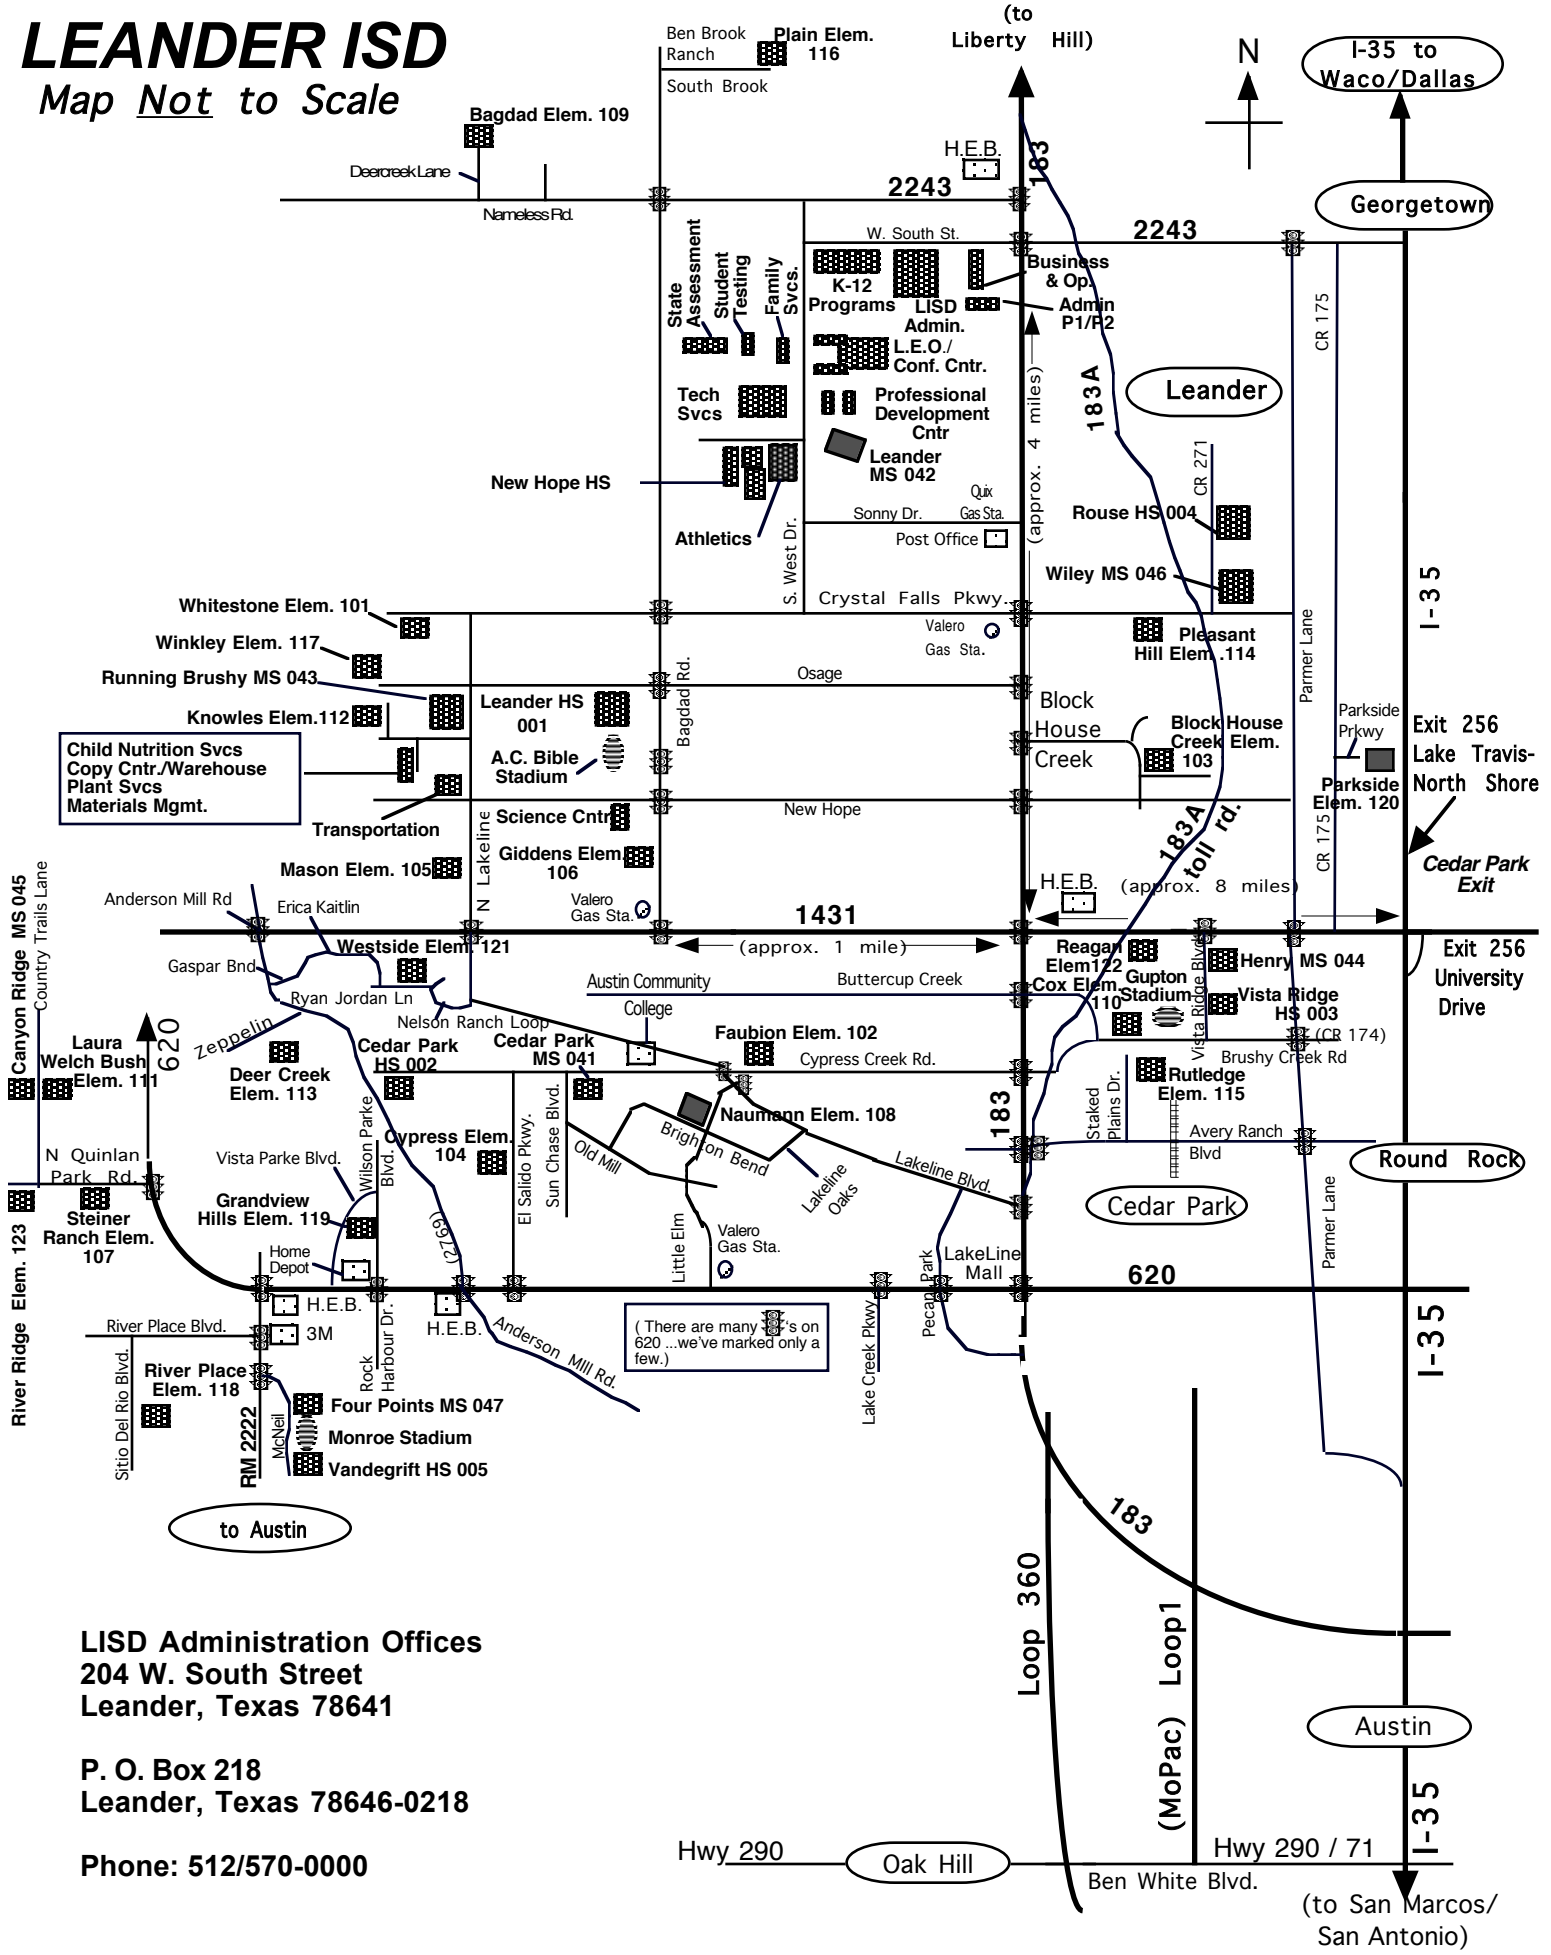 LEANDER ISD
Map Not to Scale
Ben Brook
Ranch
Plain Elem.
116
South Brook
(to
Liberty Hill)
N
I-35 to
Waco/Dallas
Bagdad Elem. 109
Deercreek Lane
Nameless Rd.
H.E.B.
183
2243
Georgetown
W. South St.
2243
State
Assessment
Student
Testing
Family
Svcs.
K-12
Programs
LISD
Admin.
Business
& Op.
Admin
P1/P2
L.E.O./
Conf. Cntr.
Tech
Svcs
Professional
Development
Cntr
Leander
MS 042
(approx. 4 miles)
183A
Leander
CR 175
CR 271
New Hope HS
Athletics
S. West Dr.
Quix
Gas Sta.
Sonny Dr.
Post Office
Rouse HS 004
Wiley MS 046
I-35
Whitestone Elem. 101
Crystal Falls Pkwy.
Winkley Elem. 117
Valero
Gas Sta.
Pleasant
Hill Elem .114
Parmer Lane
Running Brushy MS 043
Osage
Bagdad Rd.
Knowles Elem.112
Leander HS
001
Block
House
Creek
Block House
Creek Elem.
103
Parkside
Prkwy
Exit 256
Lake Travis-
North Shore
Child Nutrition Svcs
Copy Cntr./Warehouse
Plant Svcs
Materials Mgmt.
A.C. Bible
Stadium
Parkside
Elem. 120
Transportation
Science Cntr
New Hope
183A
toll rd.
CR 175
N Lakeline
Mason Elem. 105
Giddens Elem.
106
Cedar Park
Exit
Canyon Ridge MS 045
Country Trails Lane
Anderson Mill Rd
Erica Kaitlin
Valero
Gas Sta.
1431
H.E.B.
(approx. 8 miles)
Westside Elem. 121
(approx. 1 mile)
Gaspar Bnd
Reagan
Elem122
Cox Elem.
110
Gupton
Stadium
Vista Ridge Blvd
Henry MS 044
Exit 256
University
Drive
Ryan Jordan Ln
Austin Community
College
Buttercup Creek
Vista Ridge
HS 003
Zeppelin
Nelson Ranch Loop
(CR 174)
620
Laura
Welch Bush
Elem. 111
Cedar Park
HS 002
Cedar Park
MS 041
Faubion Elem. 102
Cypress Creek Rd.
Brushy Creek Rd
Deer Creek
Elem. 113
Rutledge
Elem. 115
Staked
Plains Dr.
183
Naumann Elem. 108
Wilson Parke
Blvd.
Cypress Elem.
104
El Salido Pkwy.
Sun Chase Blvd.
Old Mill
Brighton Bend
Lakeline
Oaks
Lakeline Blvd.
Avery Ranch
Blvd
N Quinlan
Park Rd.
Vista Parke Blvd.
Round Rock
Steiner
Ranch Elem.
107
Grandview
Hills Elem. 119
(2769)
Cedar Park
River Ridge Elem. 123
Home
Depot
Little Elm
Valero
Gas Sta.
Pecan Park
LakeLine
Mall
620
Parmer Lane
H.E.B.
H.E.B.
River Place Blvd.
3M
Rock
Harbour Dr.
Anderson Mill Rd.
( There are many 's on
620 ...we've marked only a
few.)
Lake Creek Pkwy
I-35
Sitio Del Rio Blvd.
River Place
Elem. 118
RM 2222
McNeil
Four Points MS 047
Monroe Stadium
Vandegrift HS 005
to Austin
183
Loop 360
(MoPac) Loop1
LISD Administration Offices
204 W. South Street
Leander, Texas 78641
P. O. Box 218
Leander, Texas 78646-0218
Phone: 512/570-0000
Austin
I-35
Hwy 290
Oak Hill
Hwy 290 / 71
Ben White Blvd.
(to San Marcos/
San Antonio)